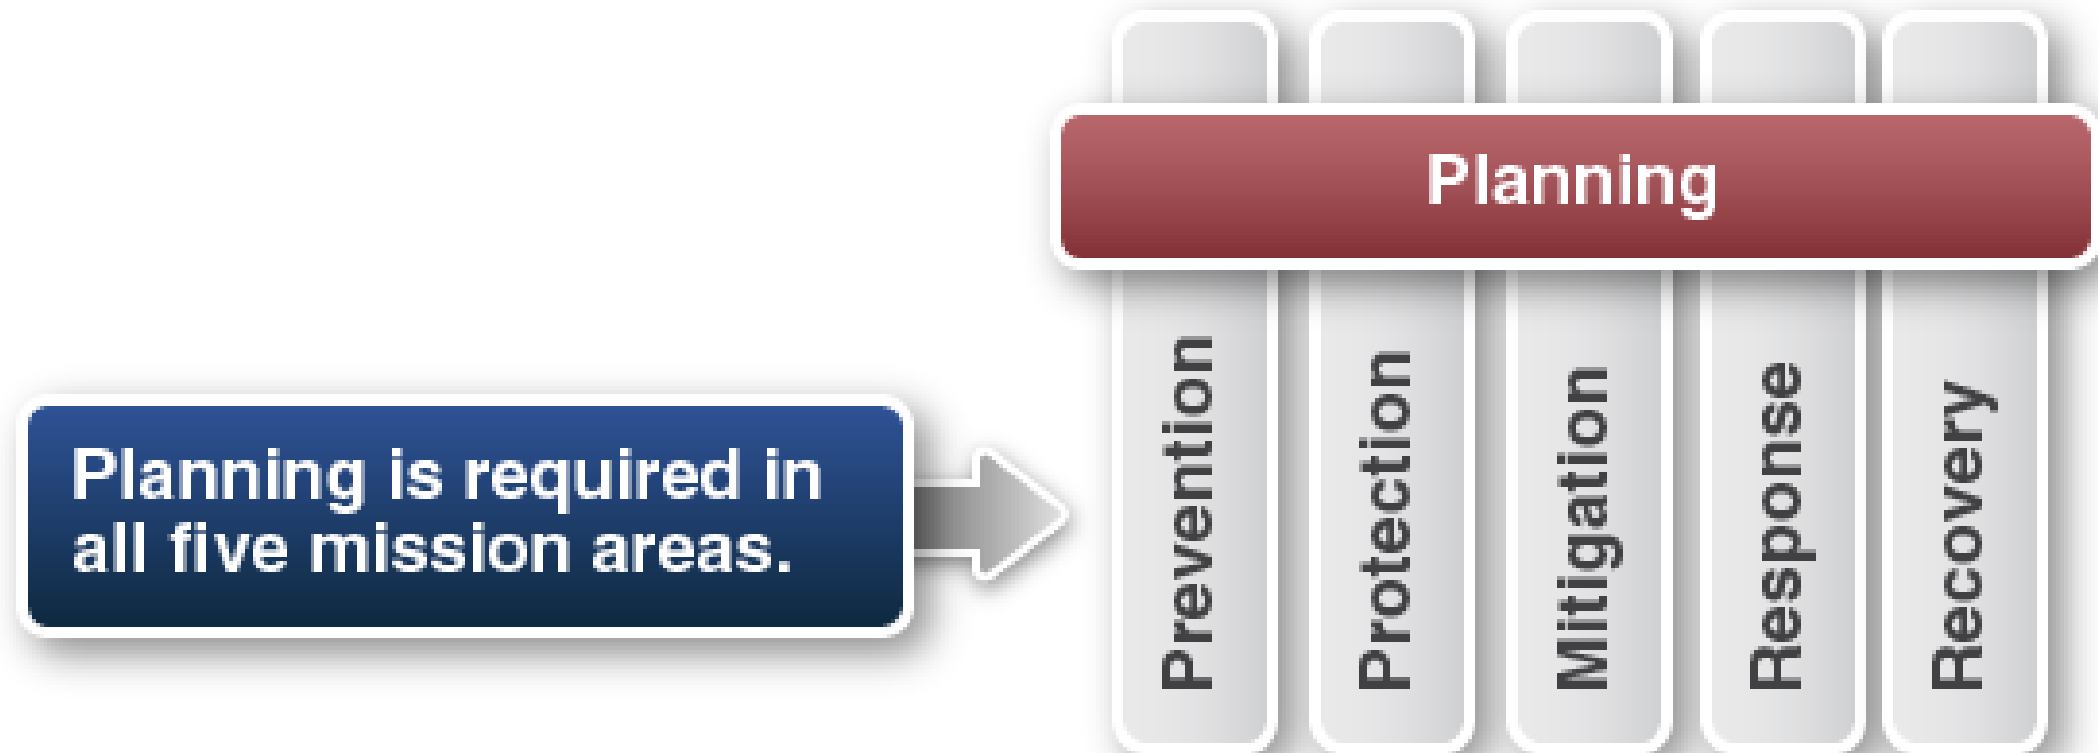 Planning
Planning is required in
all five mission areas.
Prevention
Protection
Mitigation
Response
Recovery